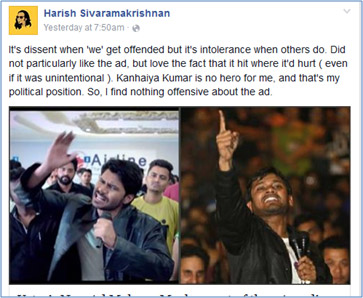 Harish Sivaramakrishnan
Yesterday at 7:50am ·
It's dissent when 'we' get offended but it's intolerance when others do. Did
not particularly like the ad, but love the fact that it hit where it'd hurt ( even
if it was unintentional ). Kanhaiya Kumar is no hero for me, and that's my
political position. So, I find nothing offensive about the ad.
Airline